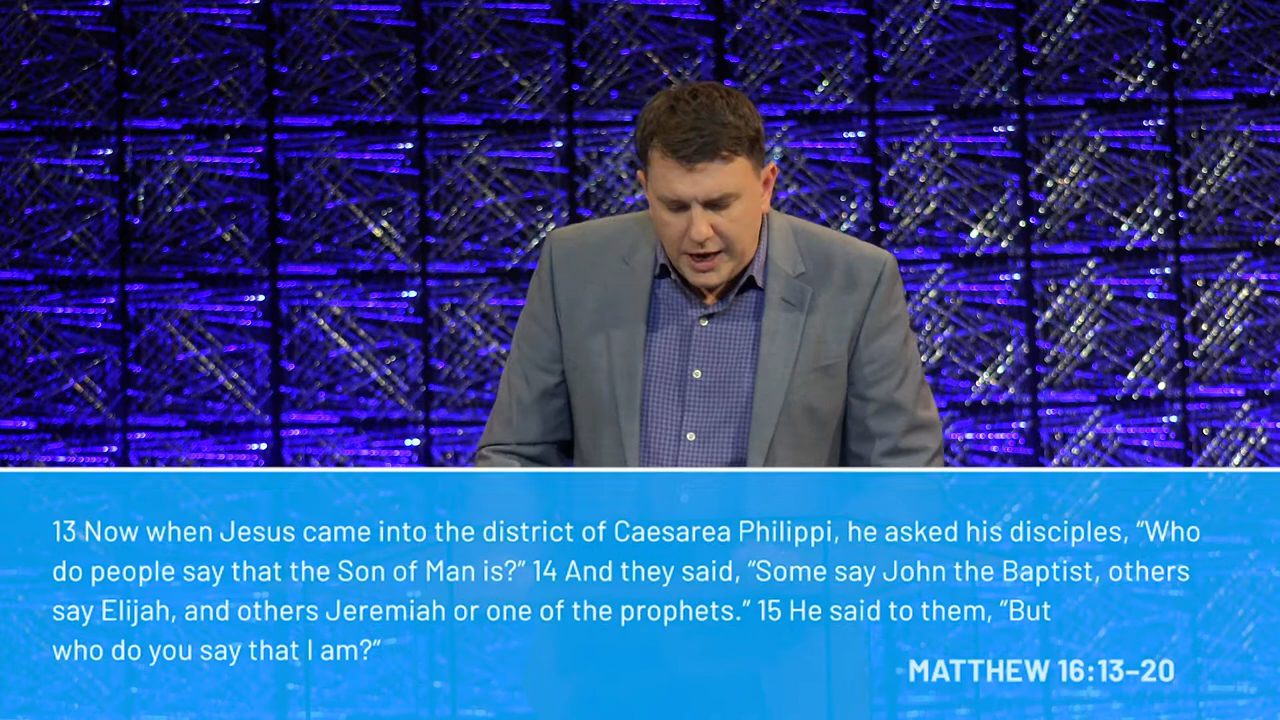 13 Now when Jesus came into the district of Caesarea Philippi, he asked his disciples, “Who
do people say that the Son of Man is?” 14 And they said, “Some say John the Baptist, others
say Elijah, and others Jeremiah or one of the prophets.” 15 He said to them, “But
who do you say that I am?”
MATTHEW 16:13–20